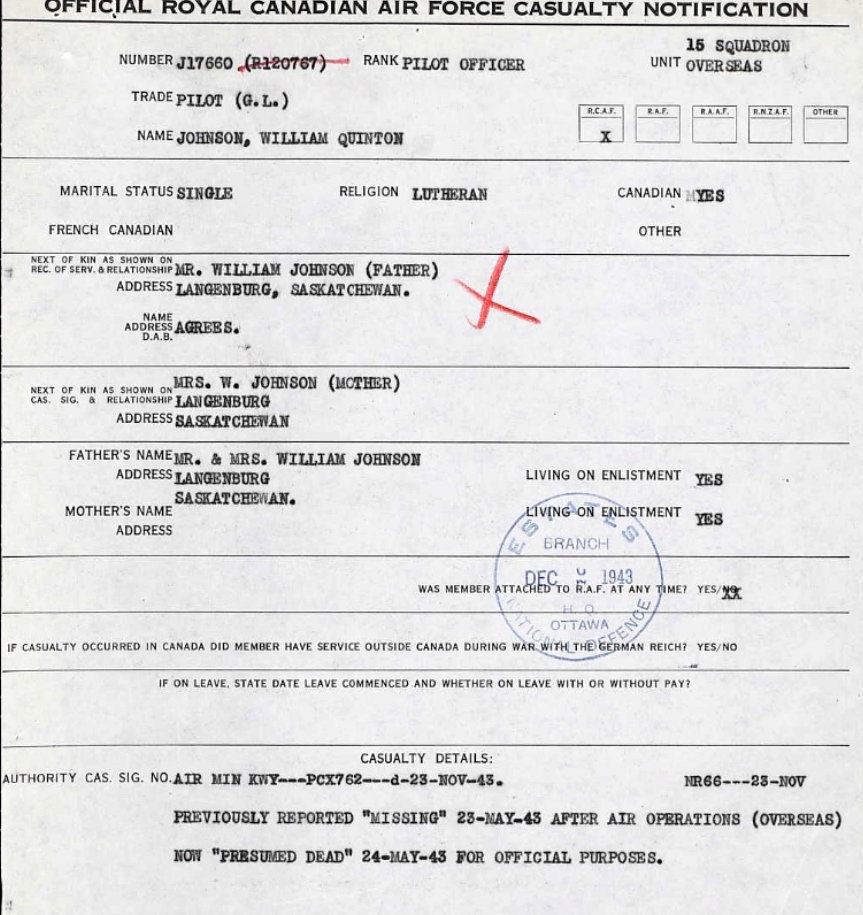 OFFICIAL ROYAL CANADIAN AIR FORCE CASUALTY NOTIFICATION
NUMBER J17660 (R120767) RANK PILOT OFFICER UNIT 15 SQUADRON OVERSEAS
TRADE PILOT (G.L.)
R.C.A.F. R.A.F. R.A.A.F. R.N.Z.A.F. OTHER
NAME JOHNSON, WILLIAM QUINTON X
MARITAL STATUS SINGLE RELIGION LUTHERAN CANADIAN YES
FRENCH CANADIAN OTHER
NEXT OF KIN AS SHOWN ON
REC. OF SERV. & RELATIONSHIP MR. WILLIAM JOHNSON (FATHER)
ADDRESS LANGENBURG, SASKATCHEWAN.
NAME
ADDRESS AGREES.
D.A.B.
NEXT OF KIN AS SHOWN ON MRS. W. JOHNSON (MOTHER)
CAS. SIG. & RELATIONSHIP LANGENBURG
ADDRESS SASKATCHEWAN
FATHER'S NAME MR. & MRS. WILLIAM JOHNSON
ADDRESS LANGENBURG LIVING ON ENLISTMENT YES
SASKATCHEWAN.
MOTHER'S NAME LIVING ON ENLISTMENT YES
ADDRESS
ESTATES
BRANCH
DEC 1943
H. Q.
OTTAWA
NATIONAL DEFENCE
WAS MEMBER ATTACHED TO R.A.F. AT ANY TIME? YES/NO
IF CASUALTY OCCURRED IN CANADA DID MEMBER HAVE SERVICE OUTSIDE CANADA DURING WAR WITH THE GERMAN REICH? YES/NO
IF ON LEAVE, STATE DATE LEAVE COMMENCED AND WHETHER ON LEAVE WITH OR WITHOUT PAY?
CASUALTY DETAILS:
AUTHORITY CAS. SIG. NO. AIR MIN KWY---PCX762---d-23-NOV-43. NR66---23-NOV
PREVIOUSLY REPORTED "MISSING" 23-MAY-43 AFTER AIR OPERATIONS (OVERSEAS)
NOW "PRESUMED DEAD" 24-MAY-43 FOR OFFICIAL PURPOSES.